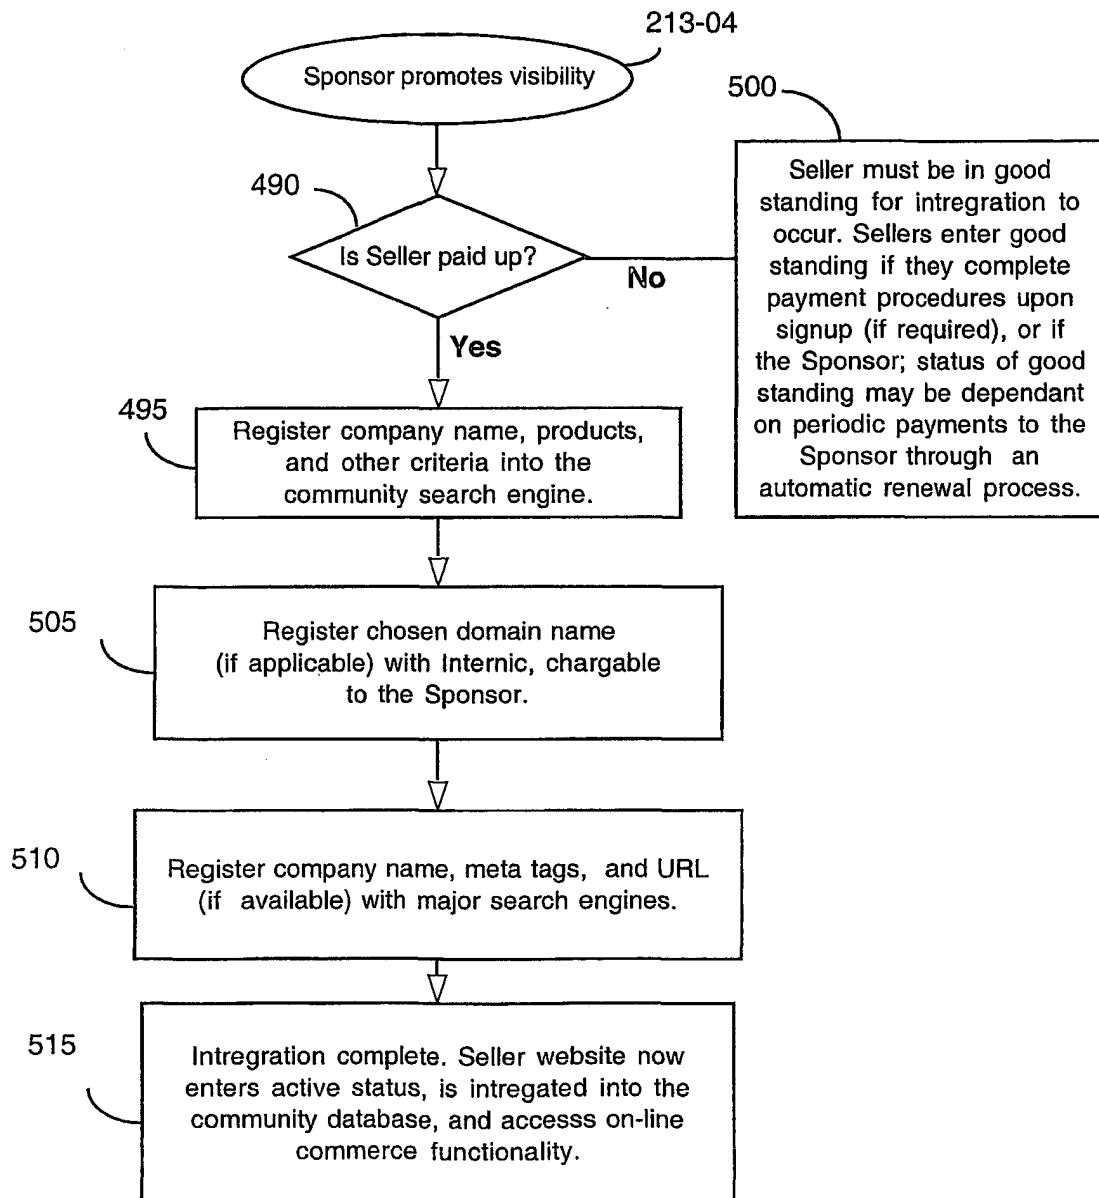 213-04
Sponsor promotes visibility
490
Is Seller paid up?
No
Yes
500
Seller must be in good
standing for intregration to
occur. Sellers enter good
standing if they complete
payment procedures upon
signup (if required), or if
the Sponsor; status of good
standing may be dependant
on periodic payments to the
Sponsor through an
automatic renewal process.
495
Register company name, products,
and other criteria into the
community search engine.
505
Register chosen domain name
(if applicable) with Internic, chargable
to the Sponsor.
510
Register company name, meta tags, and URL
(if available) with major search engines.
515
Intregration complete. Seller website now
enters active status, is intregated into the
community database, and accesss on-line
commerce functionality.